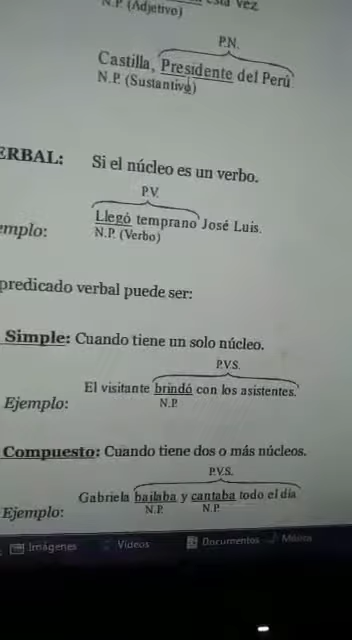 N.P. (Adjetivo) esta vez
P.N.
Castilla, Presidente del Perú
N.P. (Sustantivo)
ERBAL: Si el núcleo es un verbo.
P.V.
emplo: Llegó temprano José Luis.
N.P. (Verbo)
predicado verbal puede ser:
Simple: Cuando tiene un solo núcleo.
P.V.S.
El visitante brindó con los asistentes.
Ejemplo: N.P.
Compuesto: Cuando tiene dos o más núcleos.
P.V.S.
Gabriela bailaba y cantaba todo el día
Ejemplo: N.P. N.P.
Imágenes Videos Documentos Música